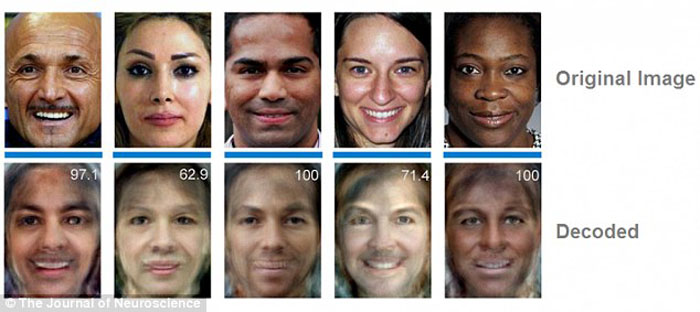 Original Image
97.1 62.9 100 71.4 100
Decoded
© The Journal of Neuroscience